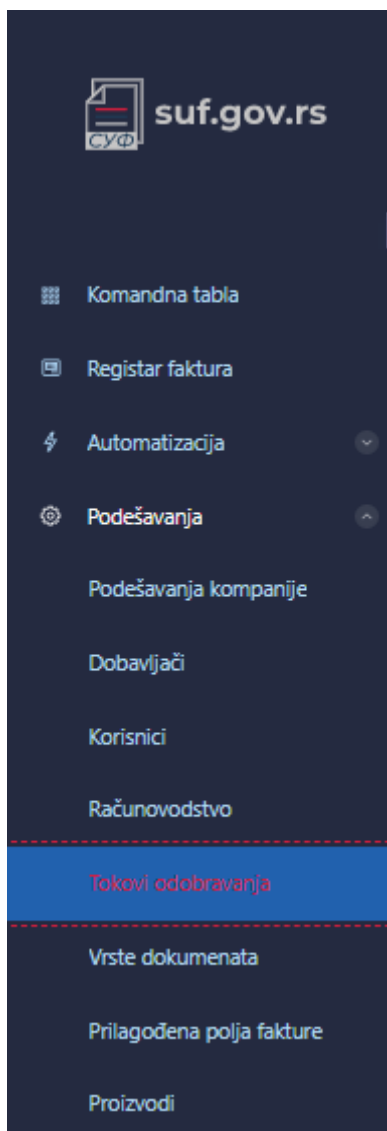 suf.gov.rs
СУФ
Komandna tabla
Registar faktura
Automatizacija
Podešavanja
Podešavanja kompanije
Dobavljači
Korisnici
Računovodstvo
Tokovi odobravanja
Vrste dokumenata
Prilagođena polja fakture
Proizvodi